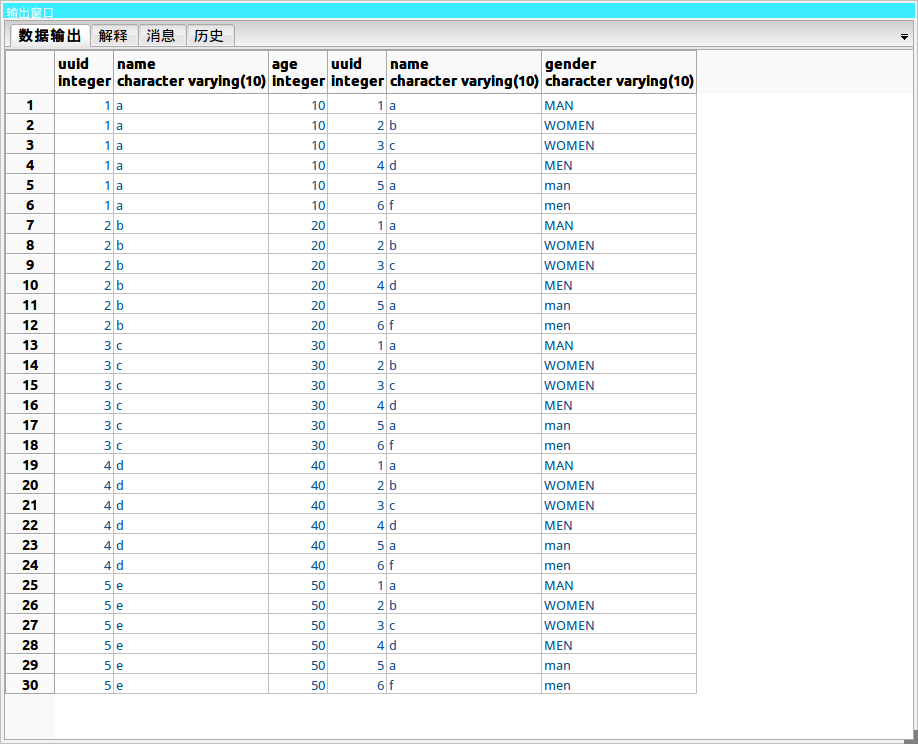 输出窗口
数据输出 解释 消息 历史
uuid name age uuid name gender
integer character varying(10) integer integer character varying(10) character varying(10)
1 1 a 10 1 a MAN
2 1 a 10 2 b WOMEN
3 1 a 10 3 c WOMEN
4 1 a 10 4 d MEN
5 1 a 10 5 a man
6 1 a 10 6 f men
7 2 b 20 1 a MAN
8 2 b 20 2 b WOMEN
9 2 b 20 3 c WOMEN
10 2 b 20 4 d MEN
11 2 b 20 5 a man
12 2 b 20 6 f men
13 3 c 30 1 a MAN
14 3 c 30 2 b WOMEN
15 3 c 30 3 c WOMEN
16 3 c 30 4 d MEN
17 3 c 30 5 a man
18 3 c 30 6 f men
19 4 d 40 1 a MAN
20 4 d 40 2 b WOMEN
21 4 d 40 3 c WOMEN
22 4 d 40 4 d MEN
23 4 d 40 5 a man
24 4 d 40 6 f men
25 5 e 50 1 a MAN
26 5 e 50 2 b WOMEN
27 5 e 50 3 c WOMEN
28 5 e 50 4 d MEN
29 5 e 50 5 a man
30 5 e 50 6 f men